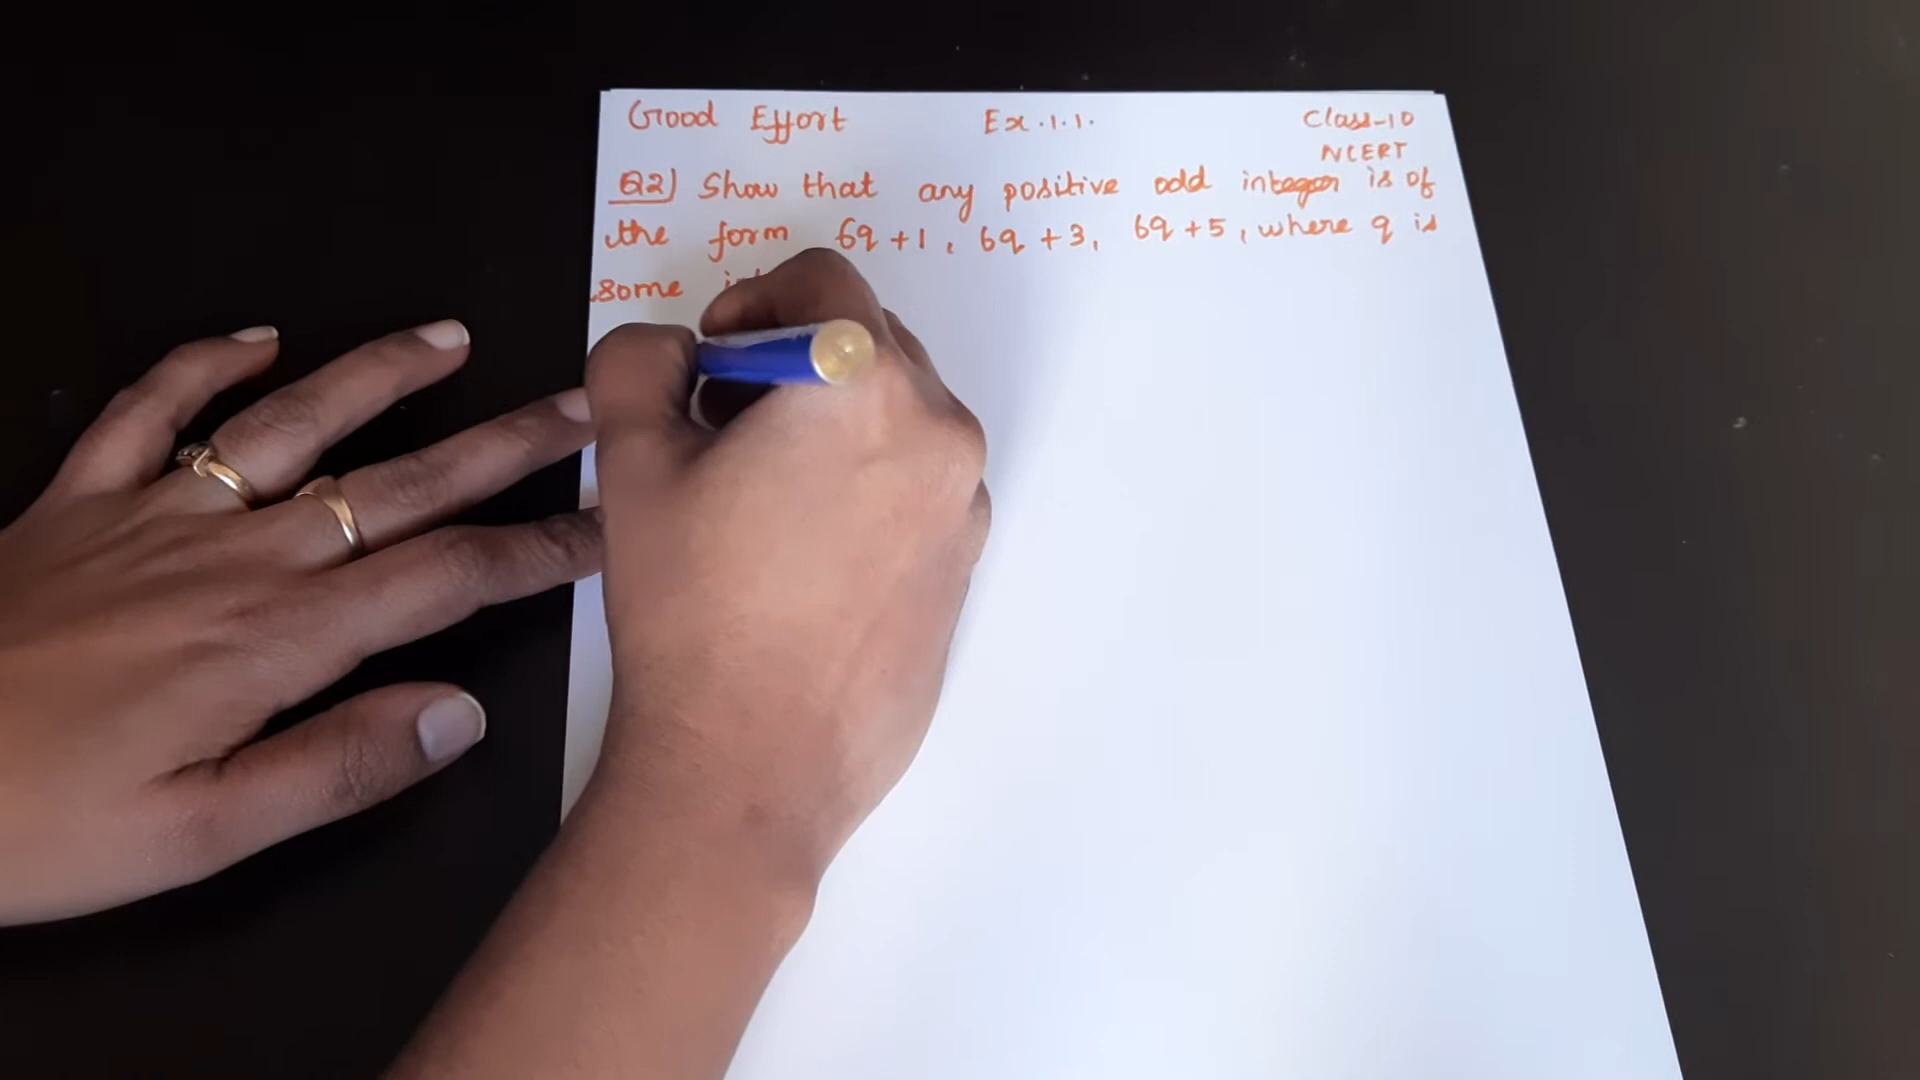 Good Effort Ex.1.1. Class-10
NCERT
Q2) Show that any positive odd integer is of
the form 6q+1, 6q+3, 6q+5, where q is
some